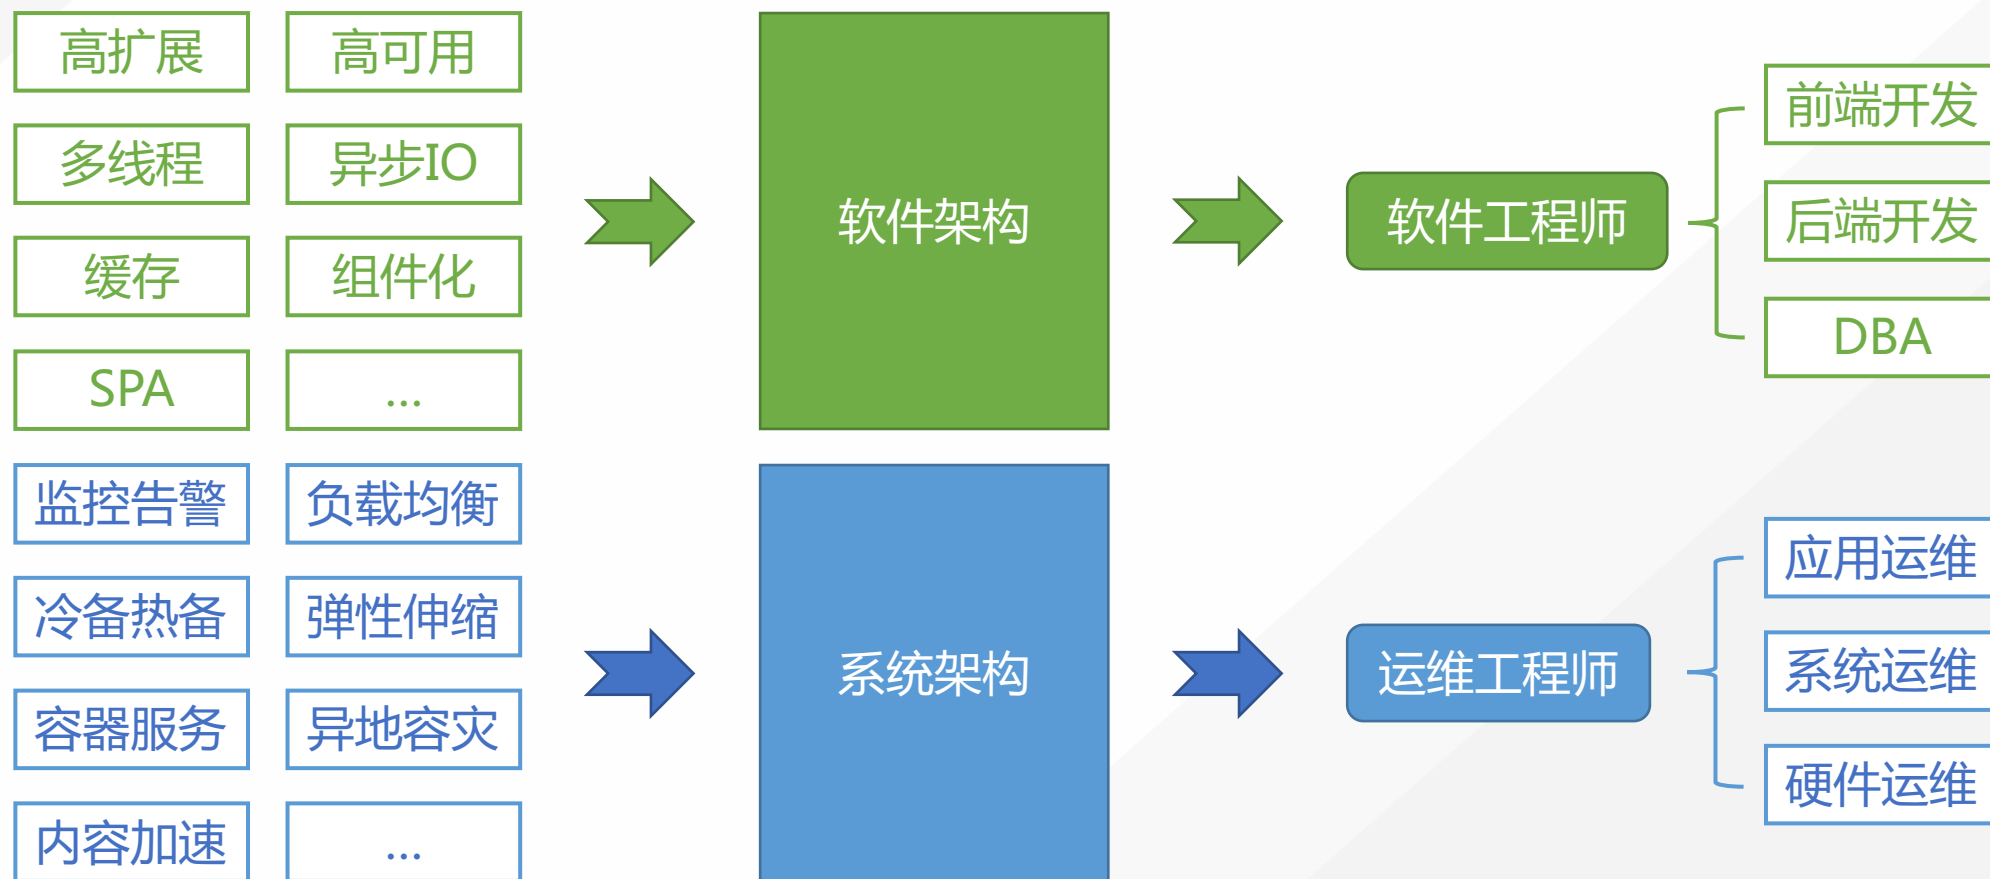 高扩展
高可用
多线程
异步IO
缓存
组件化
SPA
...
软件架构
软件工程师
前端开发
后端开发
DBA
监控告警
负载均衡
冷备热备
弹性伸缩
容器服务
异地容灾
内容加速
...
系统架构
运维工程师
应用运维
系统运维
硬件运维